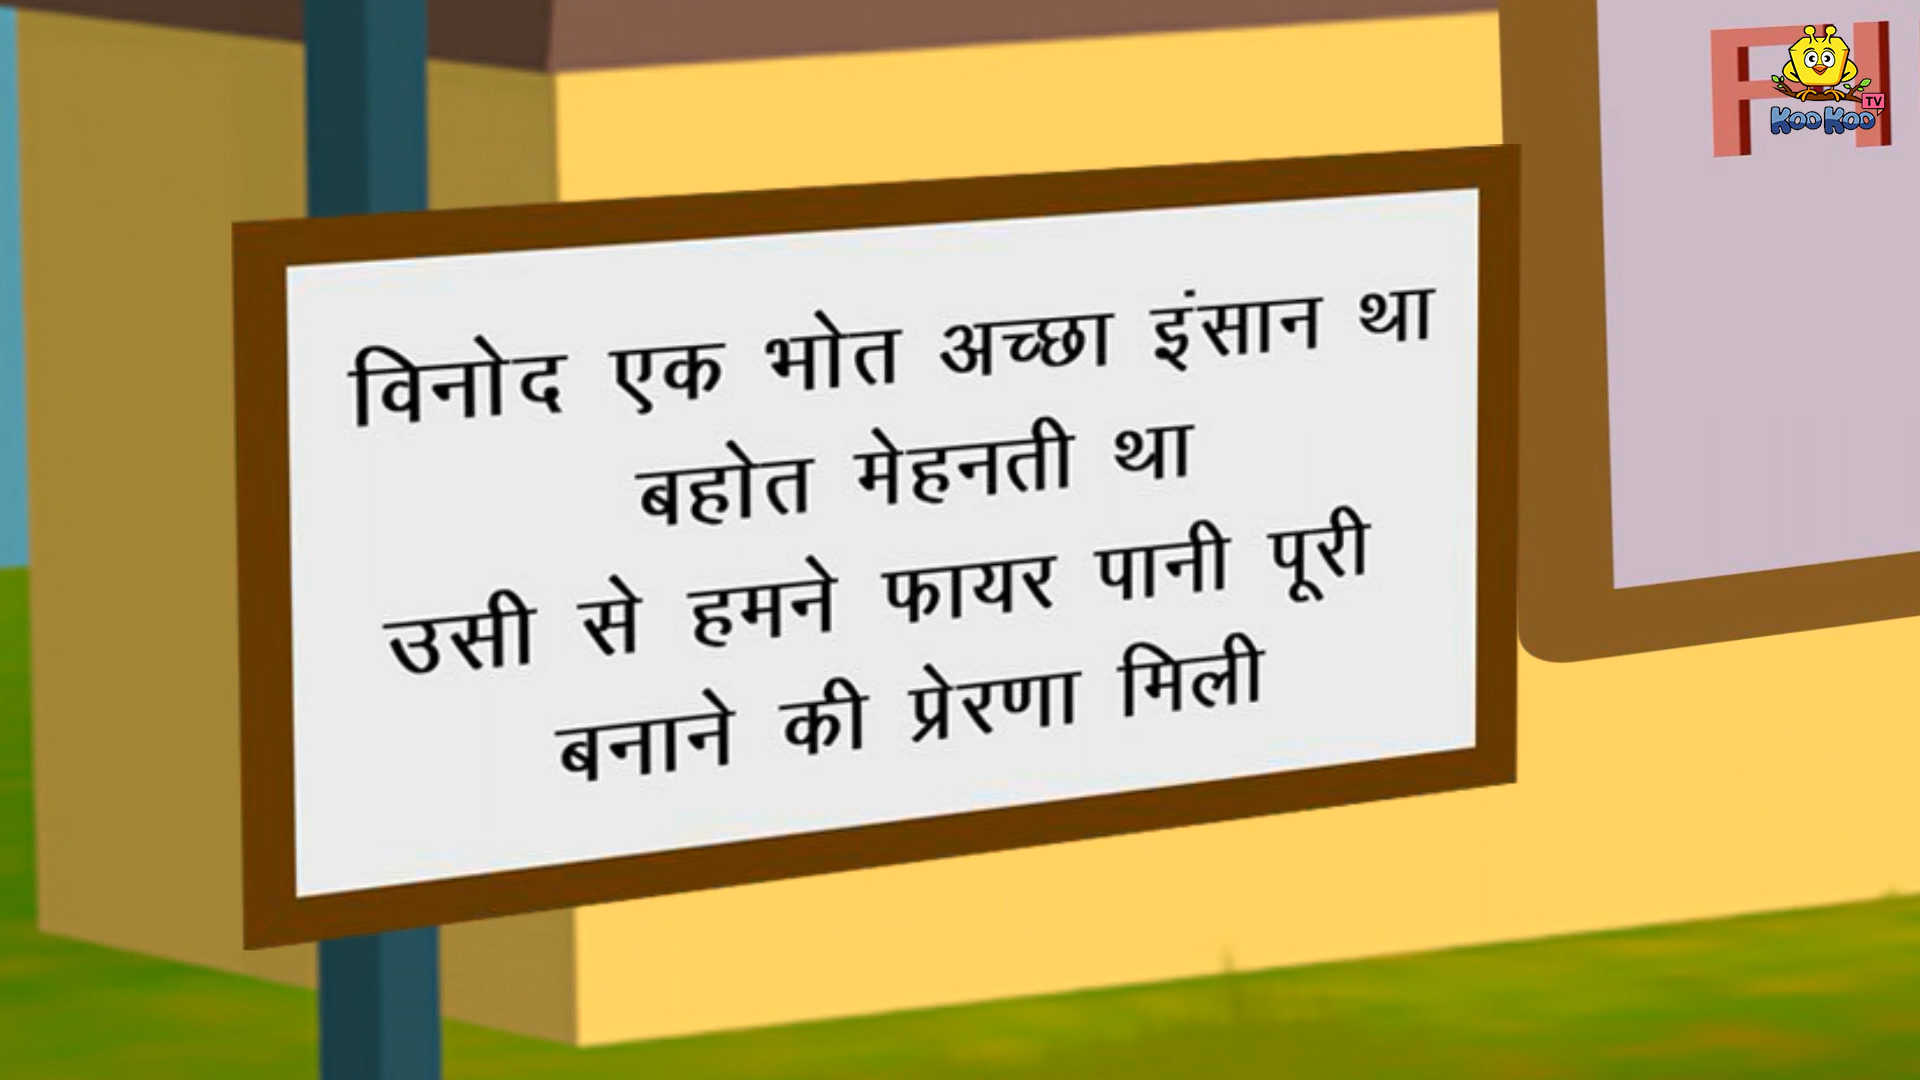 विनोद एक भोत अच्छा इंसान था
बहोत मेहनती था
उसी से हमने फायर पानी पूरी
बनाने की प्रेरणा मिली
KOO KOO TV